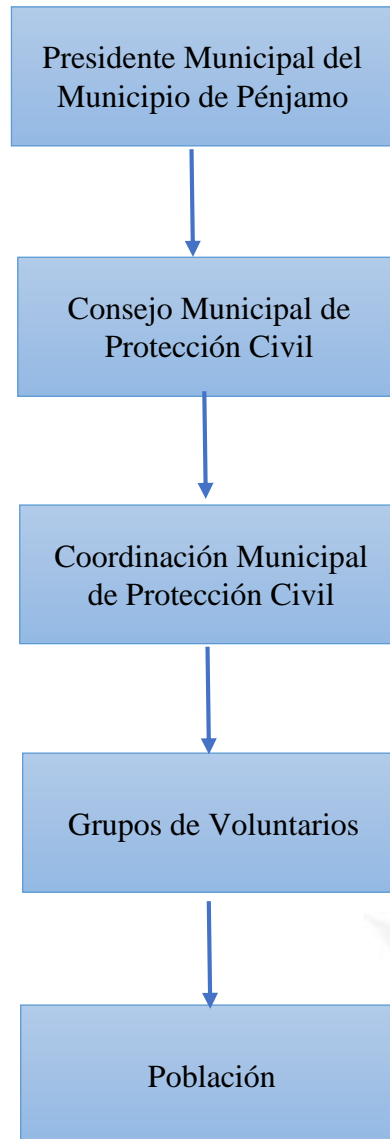 Presidente Municipal del
Municipio de Pénjamo
Consejo Municipal de
Protección Civil
Coordinación Municipal
de Protección Civil
Grupos de Voluntarios
Población